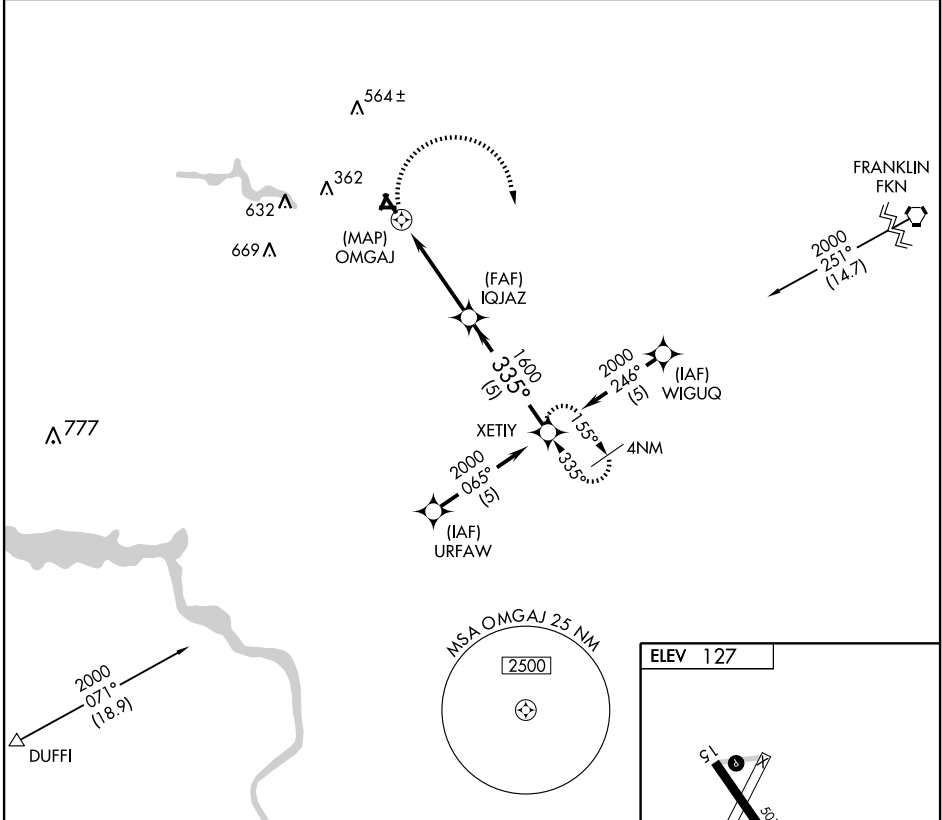 564 ±
362
632
669
(MAP)
OMGAJ
FRANKLIN
FKN
2000
251°
(14.7)
(FAF)
IQJAZ
1600
335°
(5)
2000
246°
(5)
(IAF)
WIGUQ
XETIY
155°
335°
4NM
777
2000
065°
(5)
(IAF)
URFAW
MSA OMGAJ 25 NM
2500
2000
071°
(18.9)
DUFFI
ELEV 127
15
P